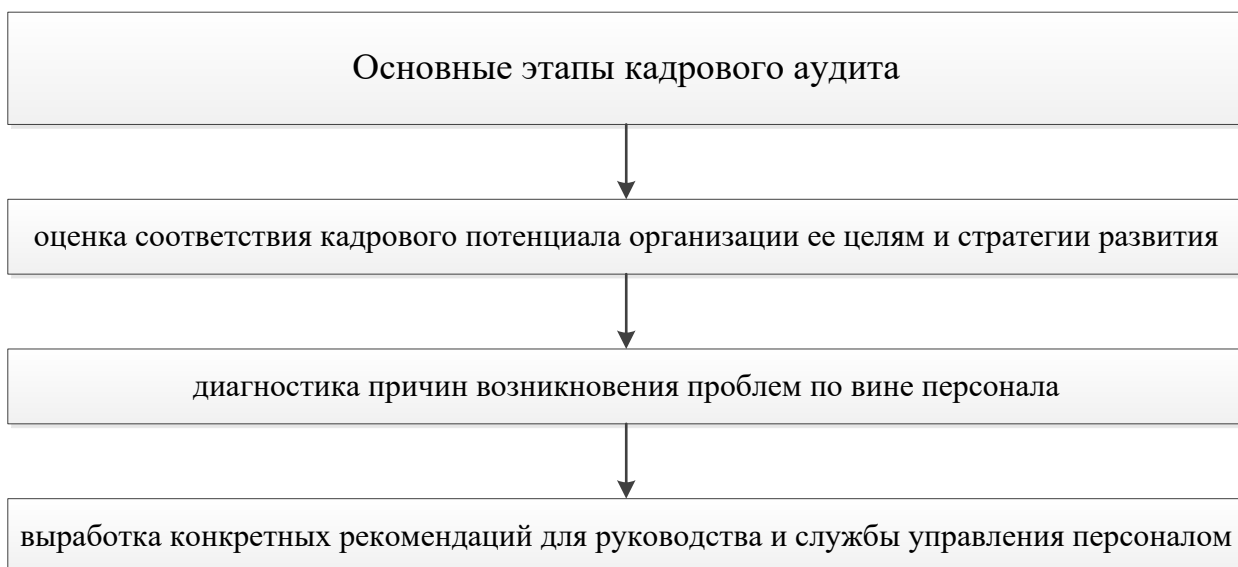 Основные этапы кадрового аудита
оценка соответствия кадрового потенциала организации ее целям и стратегии развития
диагностика причин возникновения проблем по вине персонала
выработка конкретных рекомендаций для руководства и службы управления персоналом